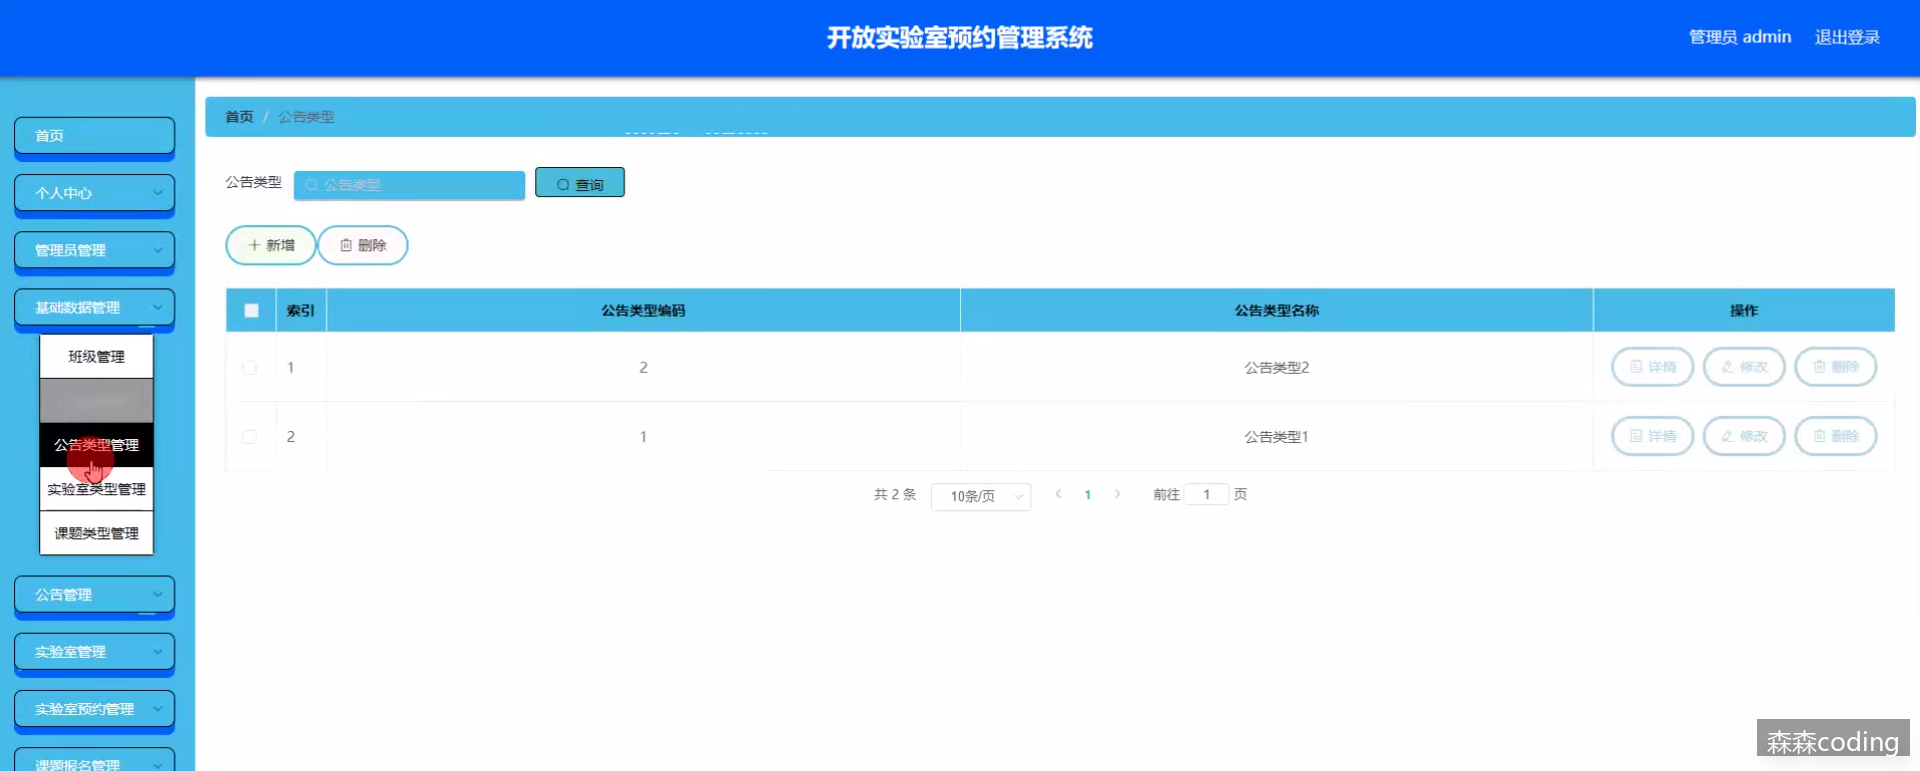 开放实验室预约管理系统
管理员 admin
退出登录
首页
个人中心
管理员管理
基础数据管理
班级管理
公告类型管理
实验室类型管理
课题类型管理
公告管理
实验室管理
实验室预约管理
课题报名管理
首页 / 公告类型
公告类型
公告类型
查询
新增
删除
索引 公告类型编码 公告类型名称 操作
1 2 公告类型2 详情 修改 删除
2 1 公告类型1 详情 修改 删除
共 2 条 10条/页 1 前往 1 页
森森coding